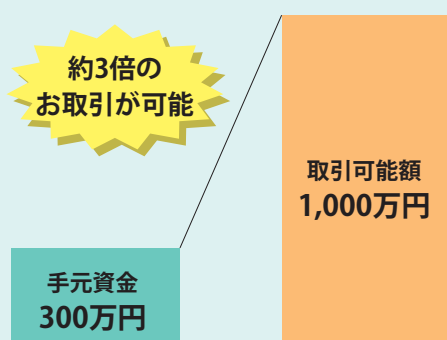 約3倍の
お取引が可能
取引可能額
1,000万円
手元資金
300万円